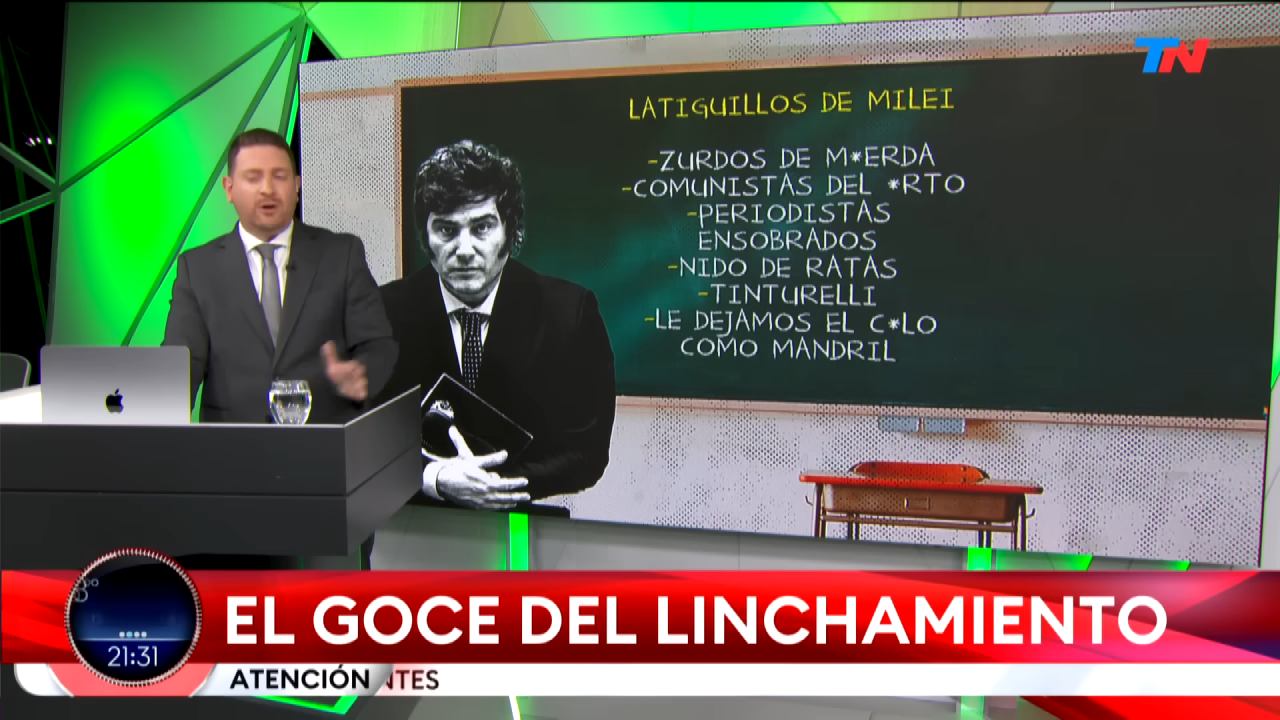 TN
LATIGUILLOS DE MILEI
-ZURDOS DE M*ERDA
-COMUNISTAS DEL *RTO
-PERIODISTAS
ENSOBRADOS
-NIDO DE RATAS
-TINTURELLI
-LE DEJAMOS EL C*LO
COMO MANDRIL
EL GOCE DEL LINCHAMIENTO
21:31
ATENCIÓN